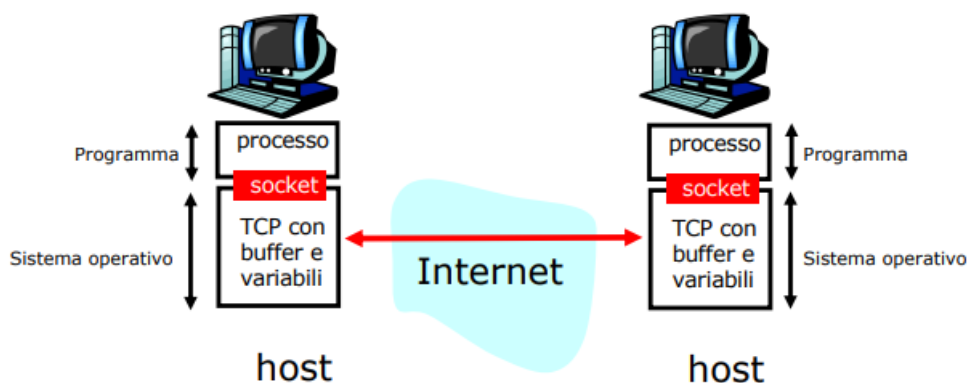 processo
Programma
socket
TCP con
buffer e
variabili
Sistema operativo
host
Internet
processo
Programma
socket
TCP con
buffer e
variabili
Sistema operativo
host